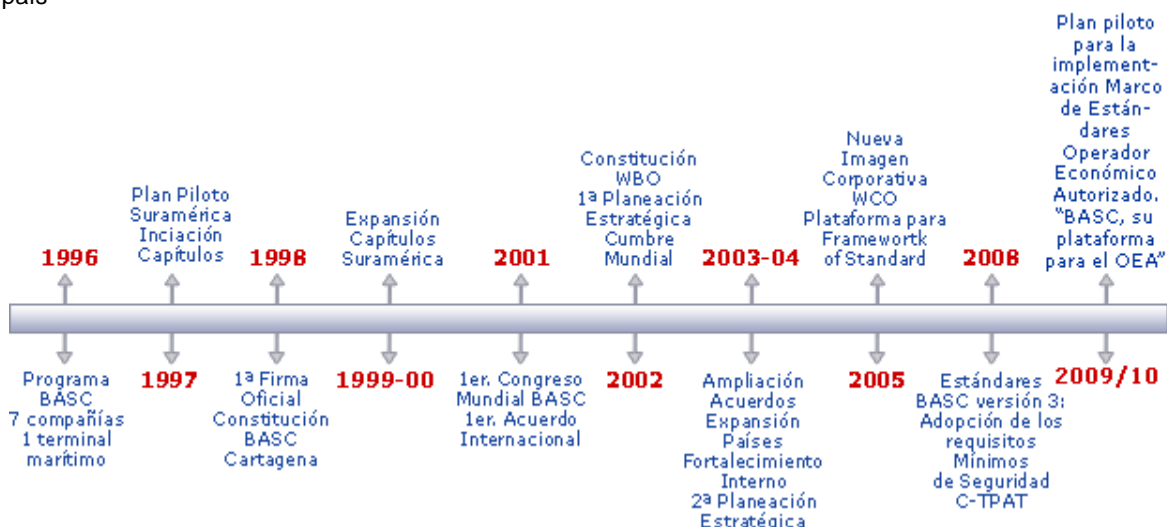 país
1996
Programa
BASC
7 compañías
1 terminal
marítimo
Plan Piloto
Suramérica
Inciación
Capítulos
1997
1998
1ª Firma
Oficial
Constitución
BASC
Cartagena
Expansión
Capítulos
Suramérica
1999-00
2001
1er. Congreso
Mundial BASC
1er. Acuerdo
Internacional
Constitución
WBO
1ª Planeación
Estratégica
Cumbre
Mundial
2002
2003-04
Ampliación
Acuerdos
Expansión
Países
Fortalecimiento
Interno
2ª Planeación
Estratégica
Nueva
Imagen
Corporativa
WCO
Plataforma para
Framewortk
of Standard
2005
2008
Estándares
BASC versión 3:
Adopción de los
requisitos
Mínimos
de Seguridad
C-TPAT
Plan piloto
para la
implement-
ación Marco
de Están-
dares
Operador
Económico
Autorizado.
"BASC, su
plataforma
para el OEA"
2009/10